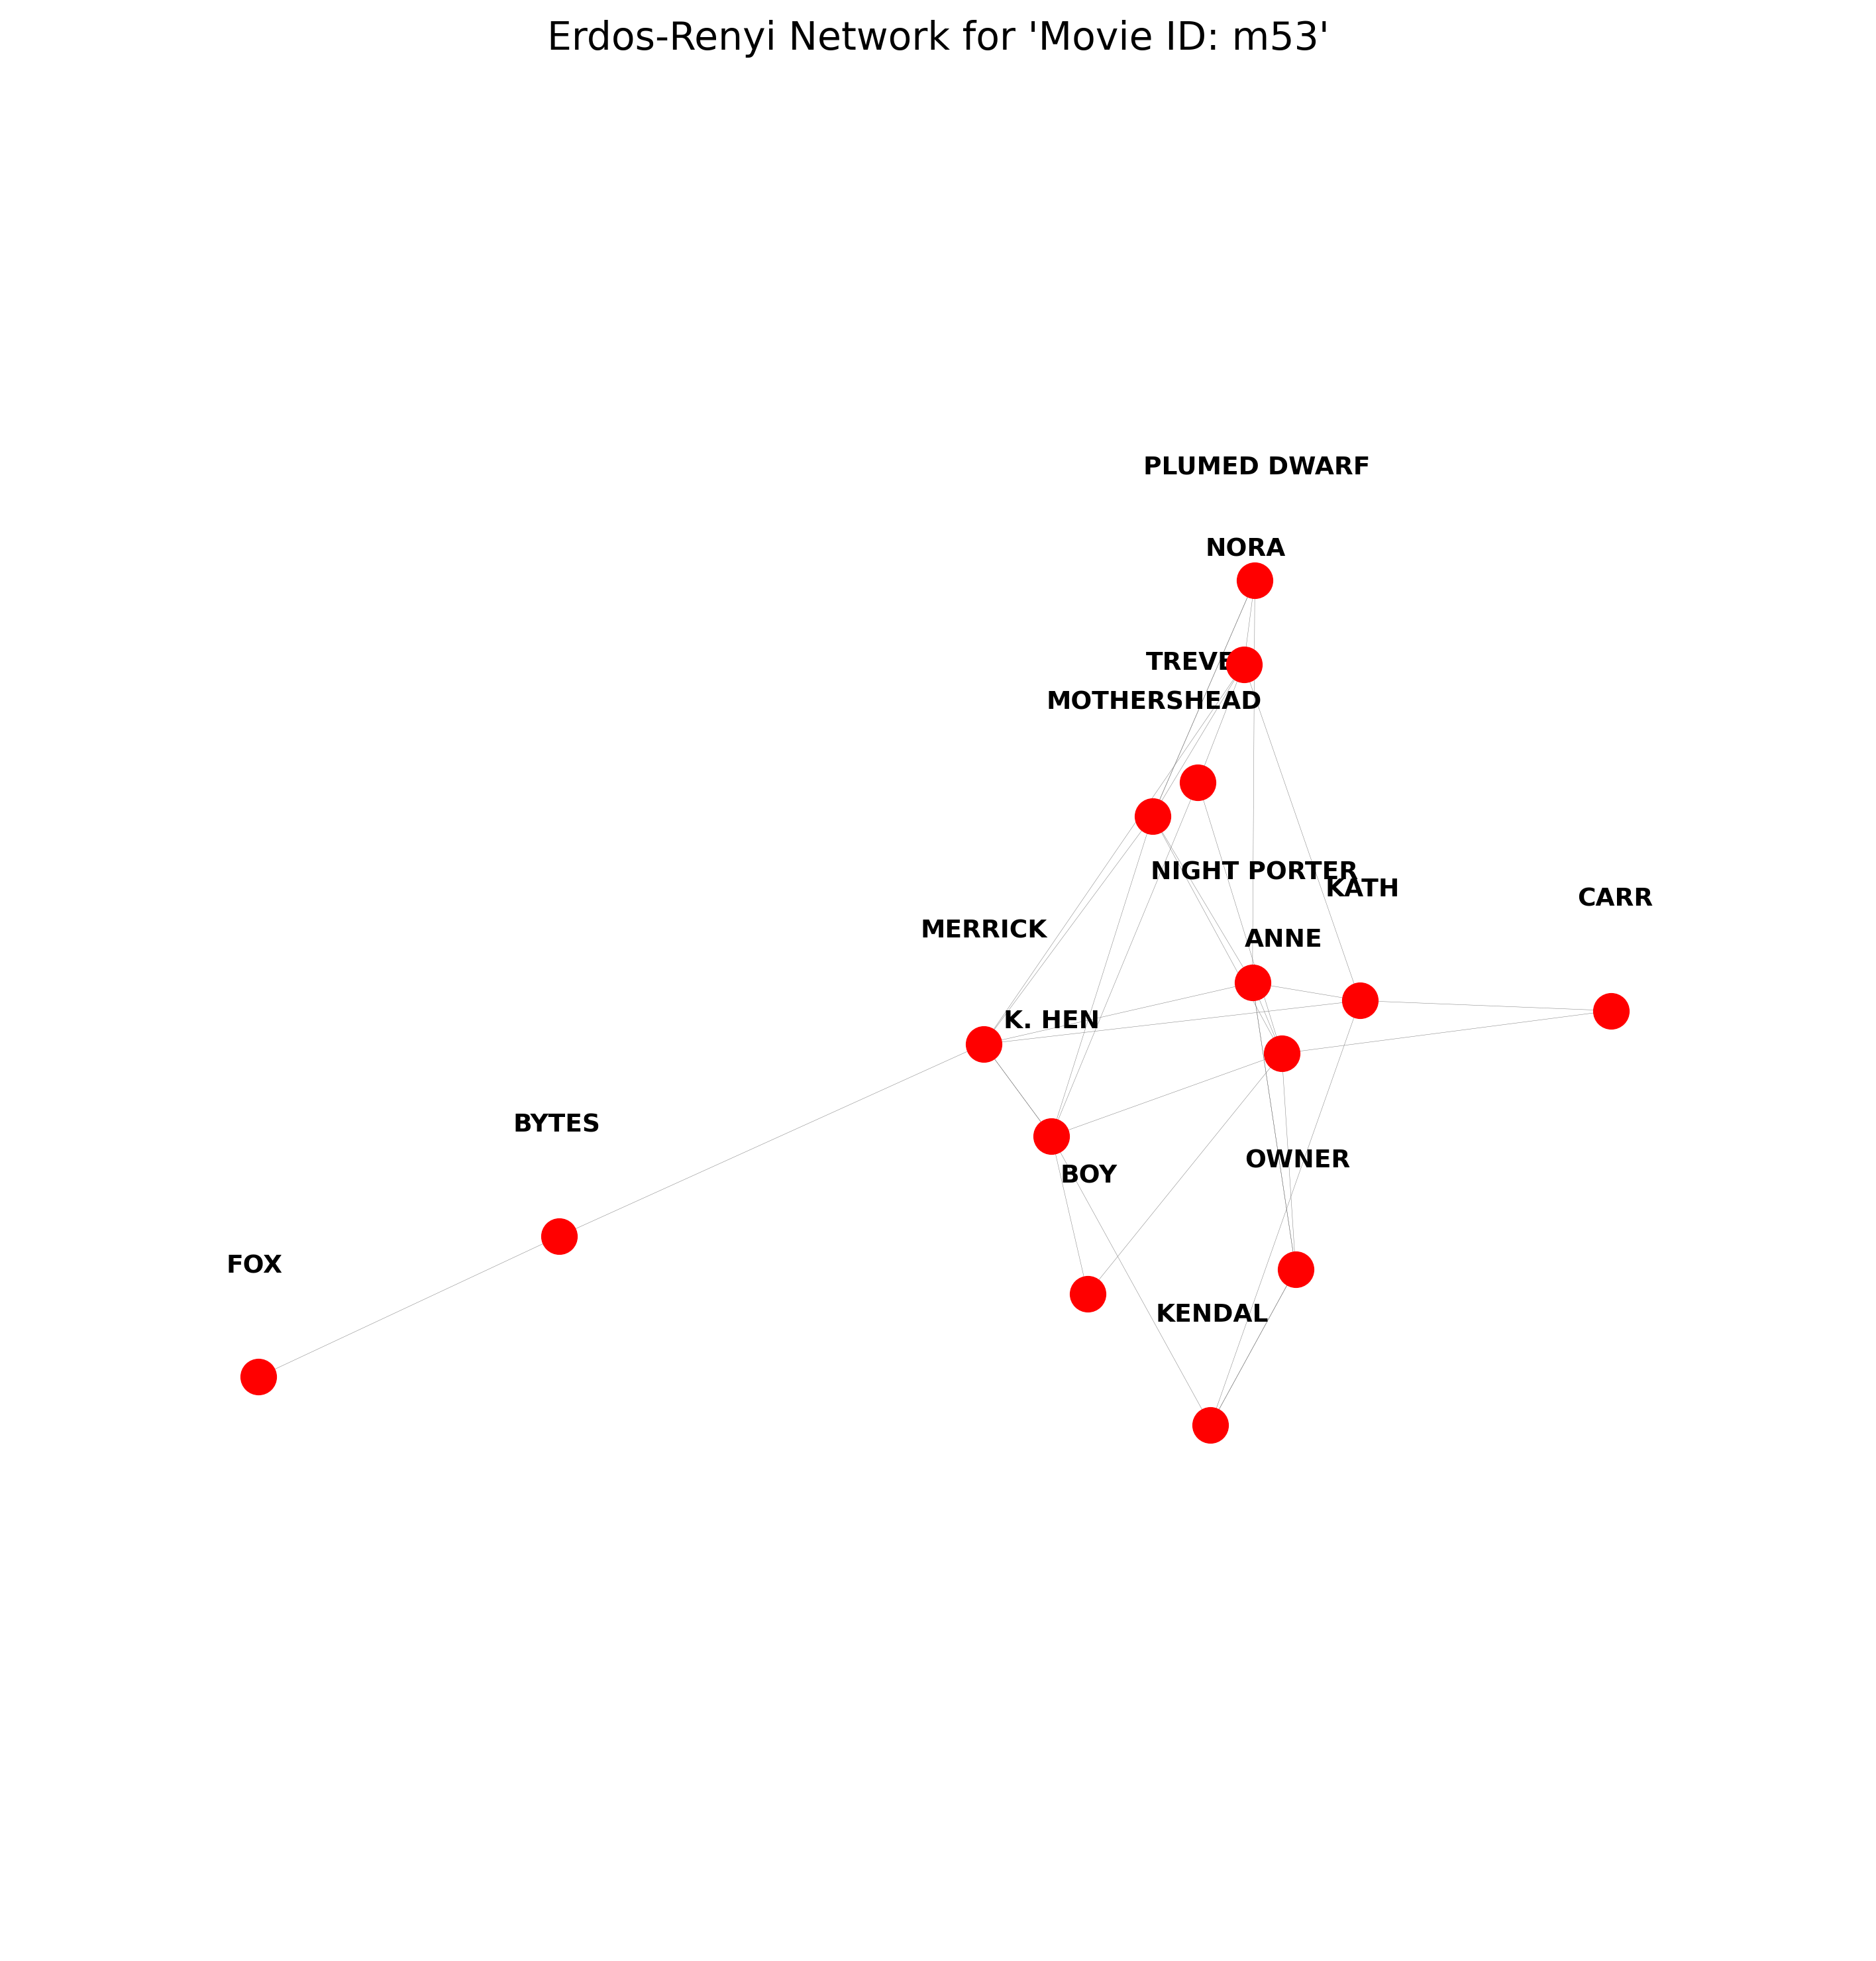 Erdos-Renyi Network for 'Movie ID: m53'
PLUMED DWARF
NORA
TREVE
MOTHERSHEAD
NIGHT PORTER
KATH
CARR
MERRICK
ANNE
K. HEN
BYTES
OWNER
BOY
FOX
KENDAL